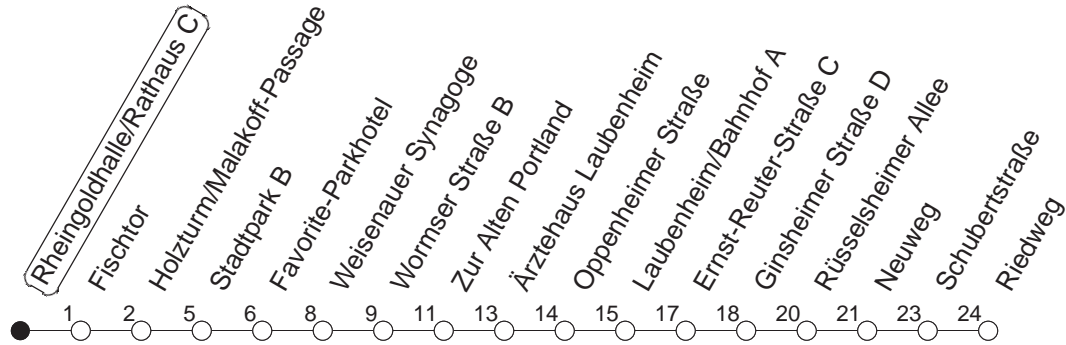 Rheingoldhalle/Rathaus C
Fischtor
Holzturm/Malakoff-Passage
Stadtpark B
Favorite-Parkhotel
Weisenauer Synagoge
Wormser Straße B
Zur Alten Portland
Ärztehaus Laubenheim
Oppenheimer Straße
Laubenheim/Bahnhof A
Ernst-Reuter-Straße C
Ginsheimer Straße D
Rüsselsheimer Allee
Neuweg
Schubertstraße
Riedweg
1 2 5 6 8 9 11 13 14 15 17 18 20 21 23 24